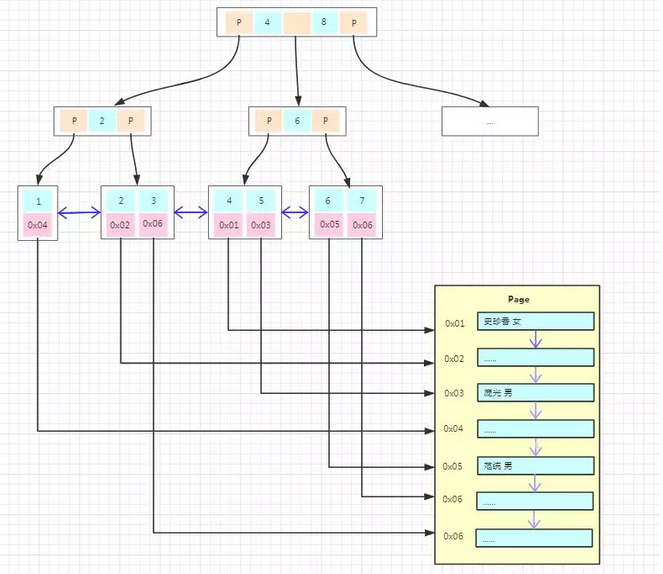 P 4 8 P
P 2 P
P 6 P
...
1
2 3
4 5
6 7
0x04
0x02 0x06
0x01 0x03
0x05 0x06
Page
0x01 史珍香 女
0x02 ......
0x03 鹰光 男
0x04 ......
0x05 范统 男
0x06 ......
0x06 ......